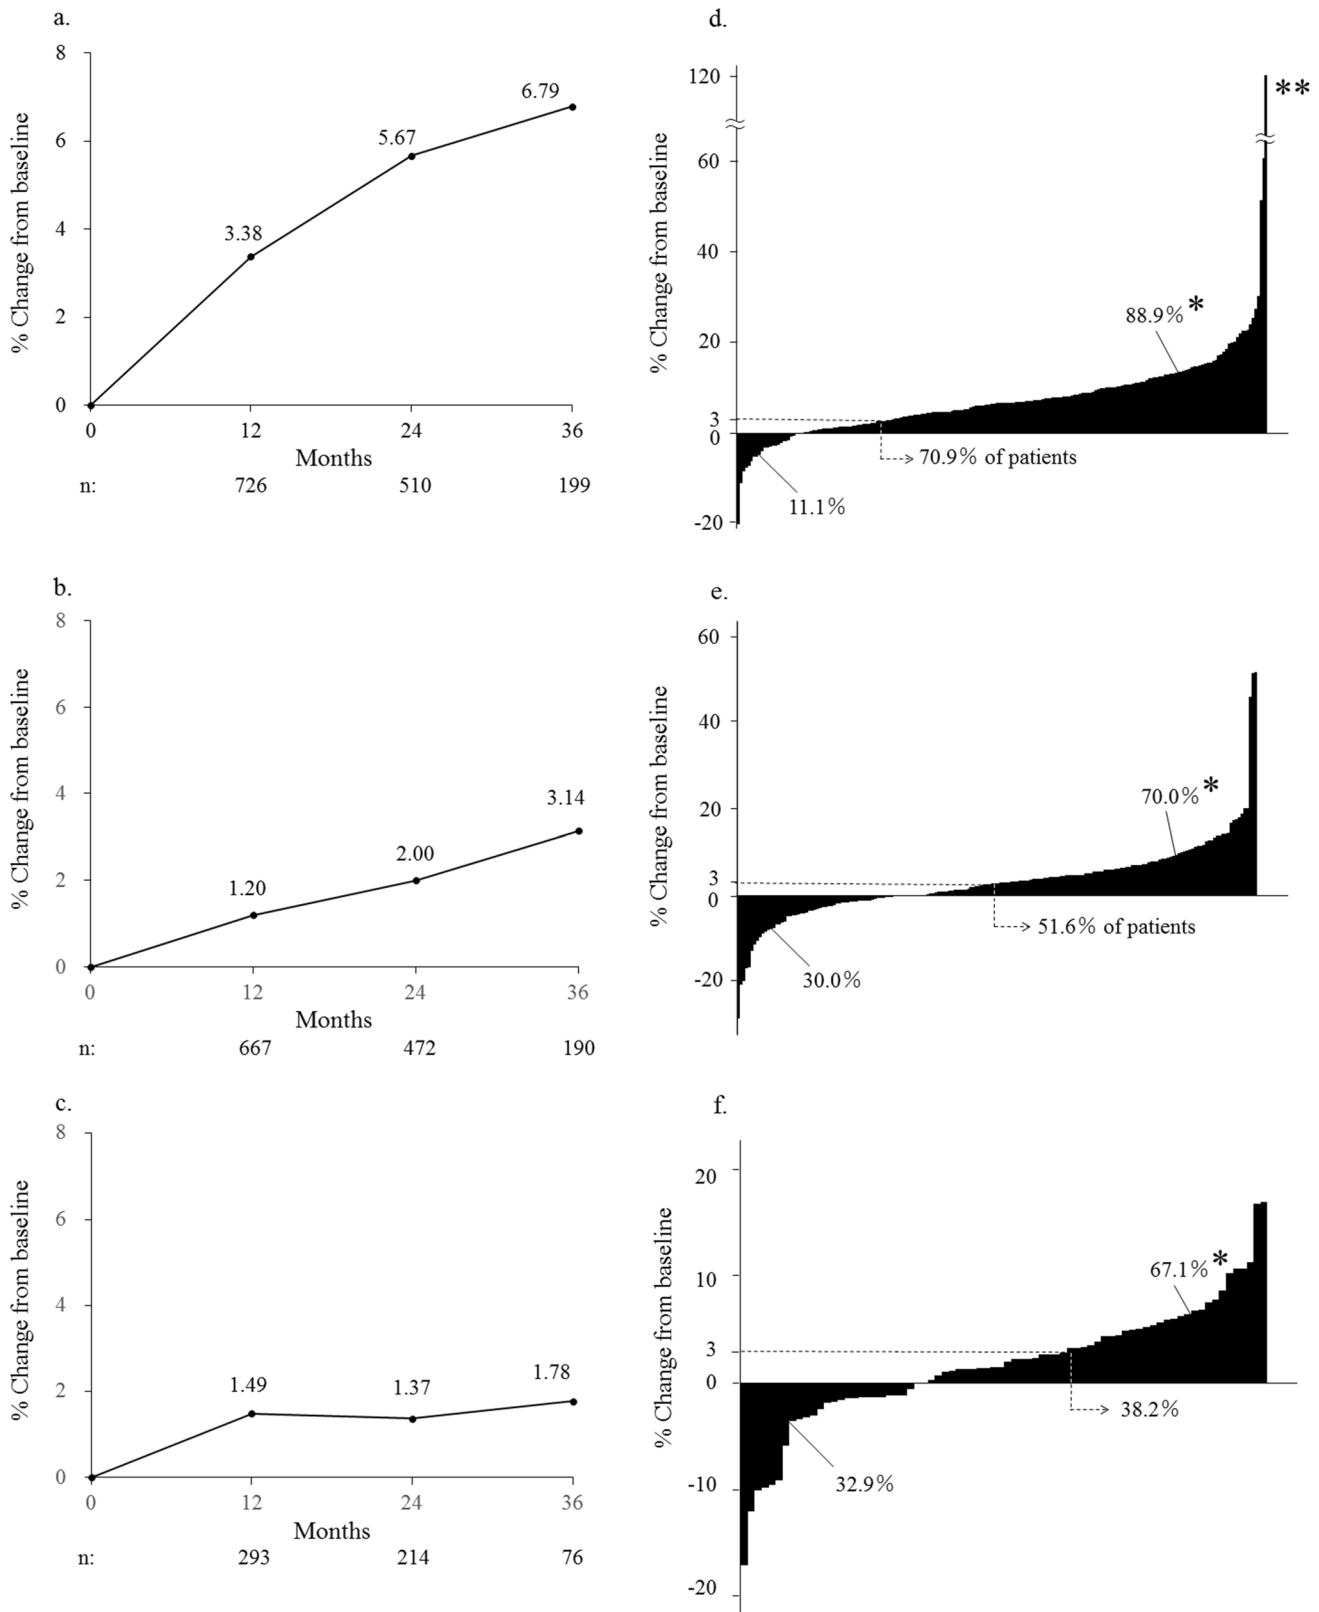 a.
8
6
4
2
0
% Change from baseline
3.38
5.67
6.79
0 12 24 36
Months
n: 726 510 199
d.
120
60
40
20
3
0
-20
% Change from baseline
**
88.9% *
70.9% of patients
11.1%
b.
8
6
4
2
0
% Change from baseline
1.20
2.00
3.14
0 12 24 36
Months
n: 667 472 190
e.
60
40
20
3
0
-20
% Change from baseline
70.0% *
51.6% of patients
30.0%
c.
8
6
4
2
0
% Change from baseline
1.49
1.37
1.78
0 12 24 36
Months
n: 293 214 76
f.
20
10
3
0
-10
-20
% Change from baseline
67.1% *
38.2%
32.9%